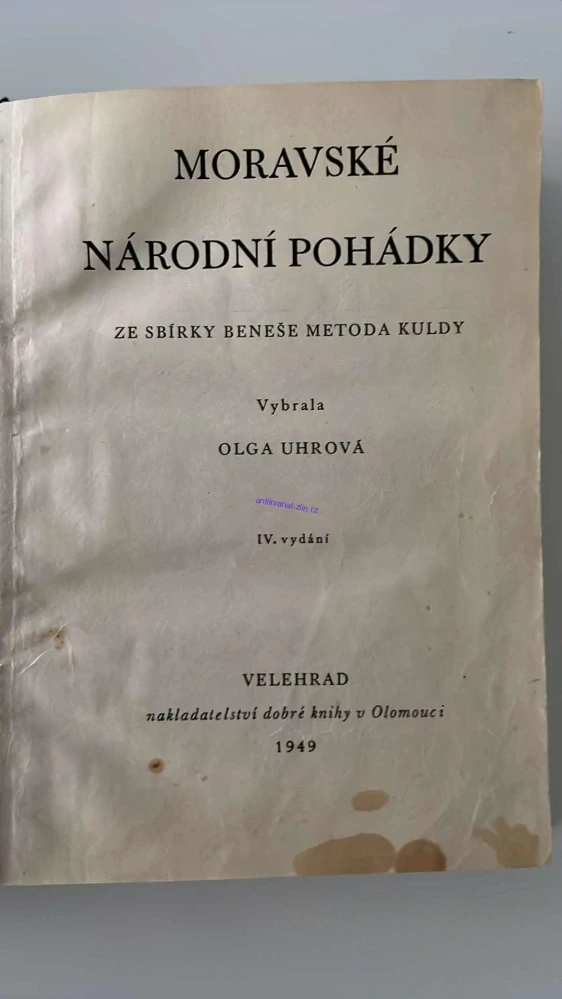 MORAVSKÉ
NÁRODNÍ POHÁDKY
ZE SBÍRKY BENEŠE METODA KULDY
Vybrala
OLGA UHROVÁ
antikvariat-zlin.cz
IV. vydání
VELEHRAD
nakladatelství dobré knihy v Olomouci
1949